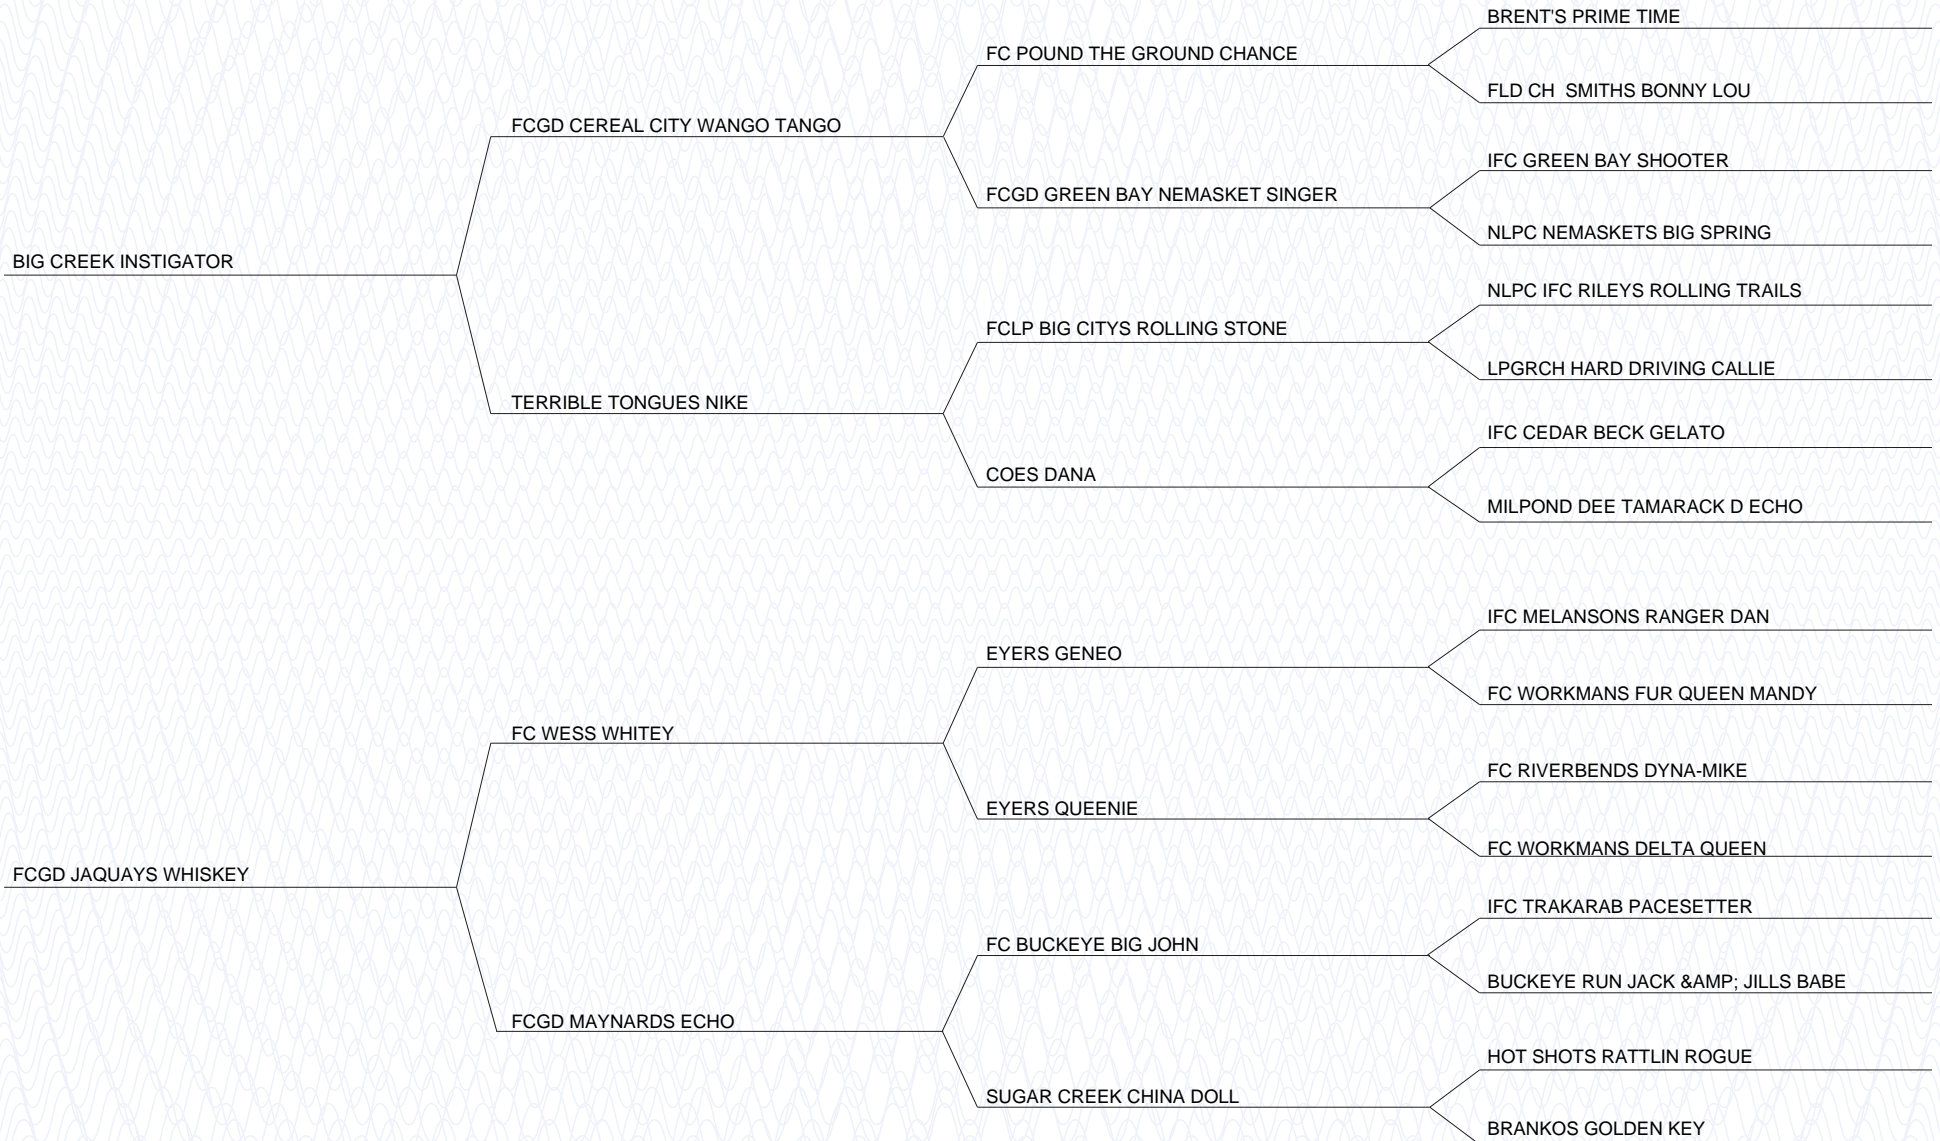 BRENT'S PRIME TIME
FC POUND THE GROUND CHANCE
FLD CH  SMITHS BONNY LOU
FCGD CEREAL CITY WANGO TANGO
IFC GREEN BAY SHOOTER
FCGD GREEN BAY NEMASKET SINGER
NLPC NEMASKETS BIG SPRING
BIG CREEK INSTIGATOR
NLPC IFC RILEYS ROLLING TRAILS
FCLP BIG CITYS ROLLING STONE
LPGRCH HARD DRIVING CALLIE
TERRIBLE TONGUES NIKE
IFC CEDAR BECK GELATO
COES DANA
MILPOND DEE TAMARACK D ECHO
IFC MELANSONS RANGER DAN
EYERS GENEO
FC WORKMANS FUR QUEEN MANDY
FC WESS WHITEY
FC RIVERBENDS DYNA-MIKE
EYERS QUEENIE
FC WORKMANS DELTA QUEEN
FCGD JAQUAYS WHISKEY
IFC TRAKARAB PACESETTER
FC BUCKEYE BIG JOHN
BUCKEYE RUN JACK &AMP; JILLS BABE
FCGD MAYNARDS ECHO
HOT SHOTS RATTLIN ROGUE
SUGAR CREEK CHINA DOLL
BRANKOS GOLDEN KEY